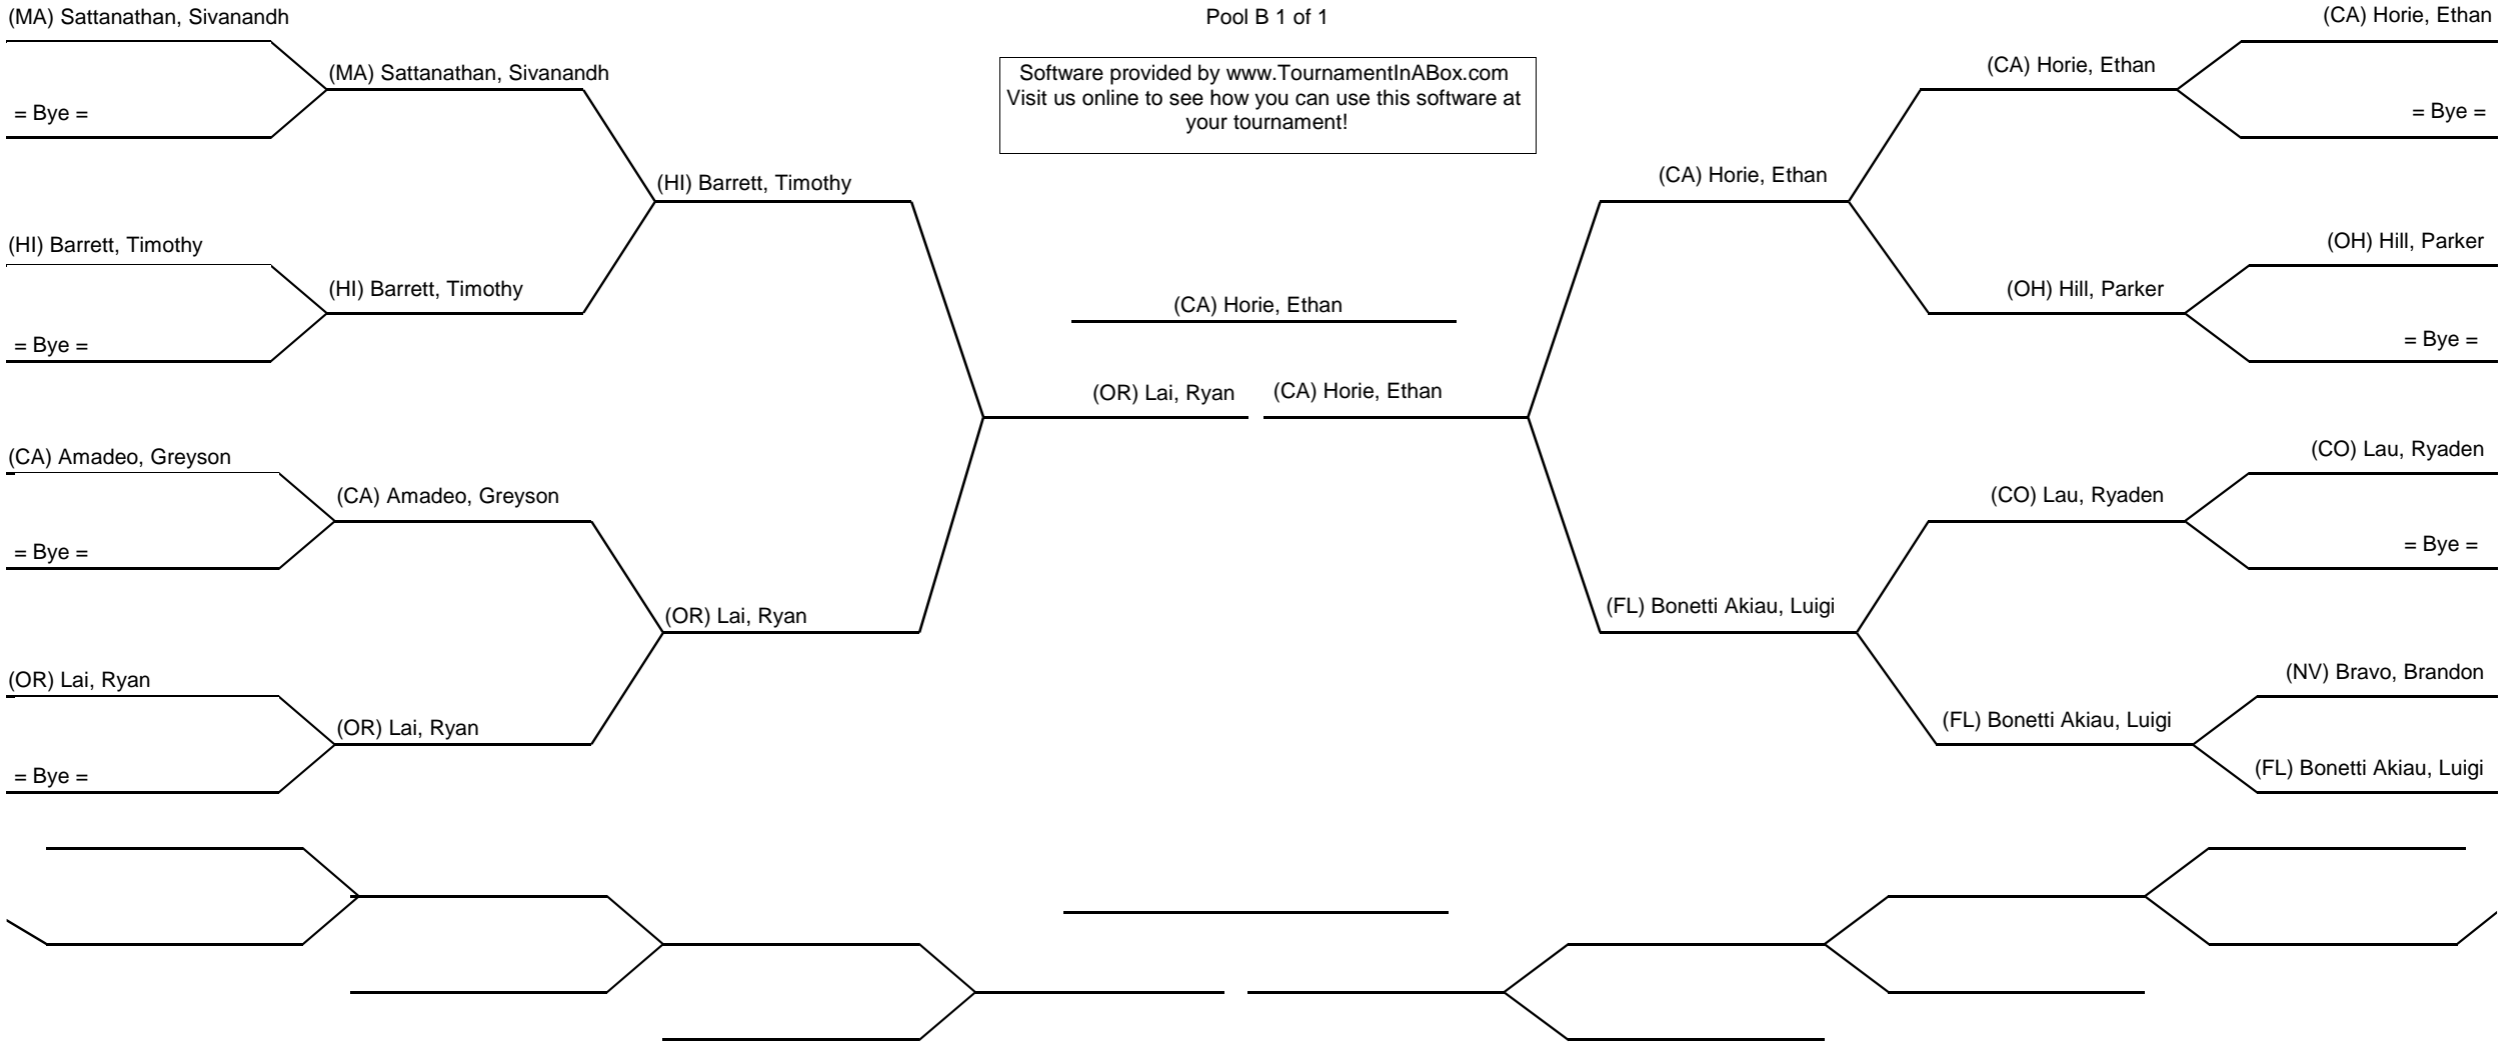 Pool B 1 of 1
Software provided by www.TournamentInABox.com
Visit us online to see how you can use this software at
your tournament!
(MA) Sattanathan, Sivanandh
= Bye =
(HI) Barrett, Timothy
= Bye =
(CA) Amadeo, Greyson
= Bye =
(OR) Lai, Ryan
= Bye =
(MA) Sattanathan, Sivanandh
(HI) Barrett, Timothy
(CA) Amadeo, Greyson
(OR) Lai, Ryan
(HI) Barrett, Timothy
(OR) Lai, Ryan
(OR) Lai, Ryan
(CA) Horie, Ethan
(CA) Horie, Ethan
(CA) Horie, Ethan
(FL) Bonetti Akiau, Luigi
(CA) Horie, Ethan
(OH) Hill, Parker
(CO) Lau, Ryaden
(FL) Bonetti Akiau, Luigi
(CA) Horie, Ethan
= Bye =
(OH) Hill, Parker
= Bye =
(CO) Lau, Ryaden
= Bye =
(NV) Bravo, Brandon
(FL) Bonetti Akiau, Luigi